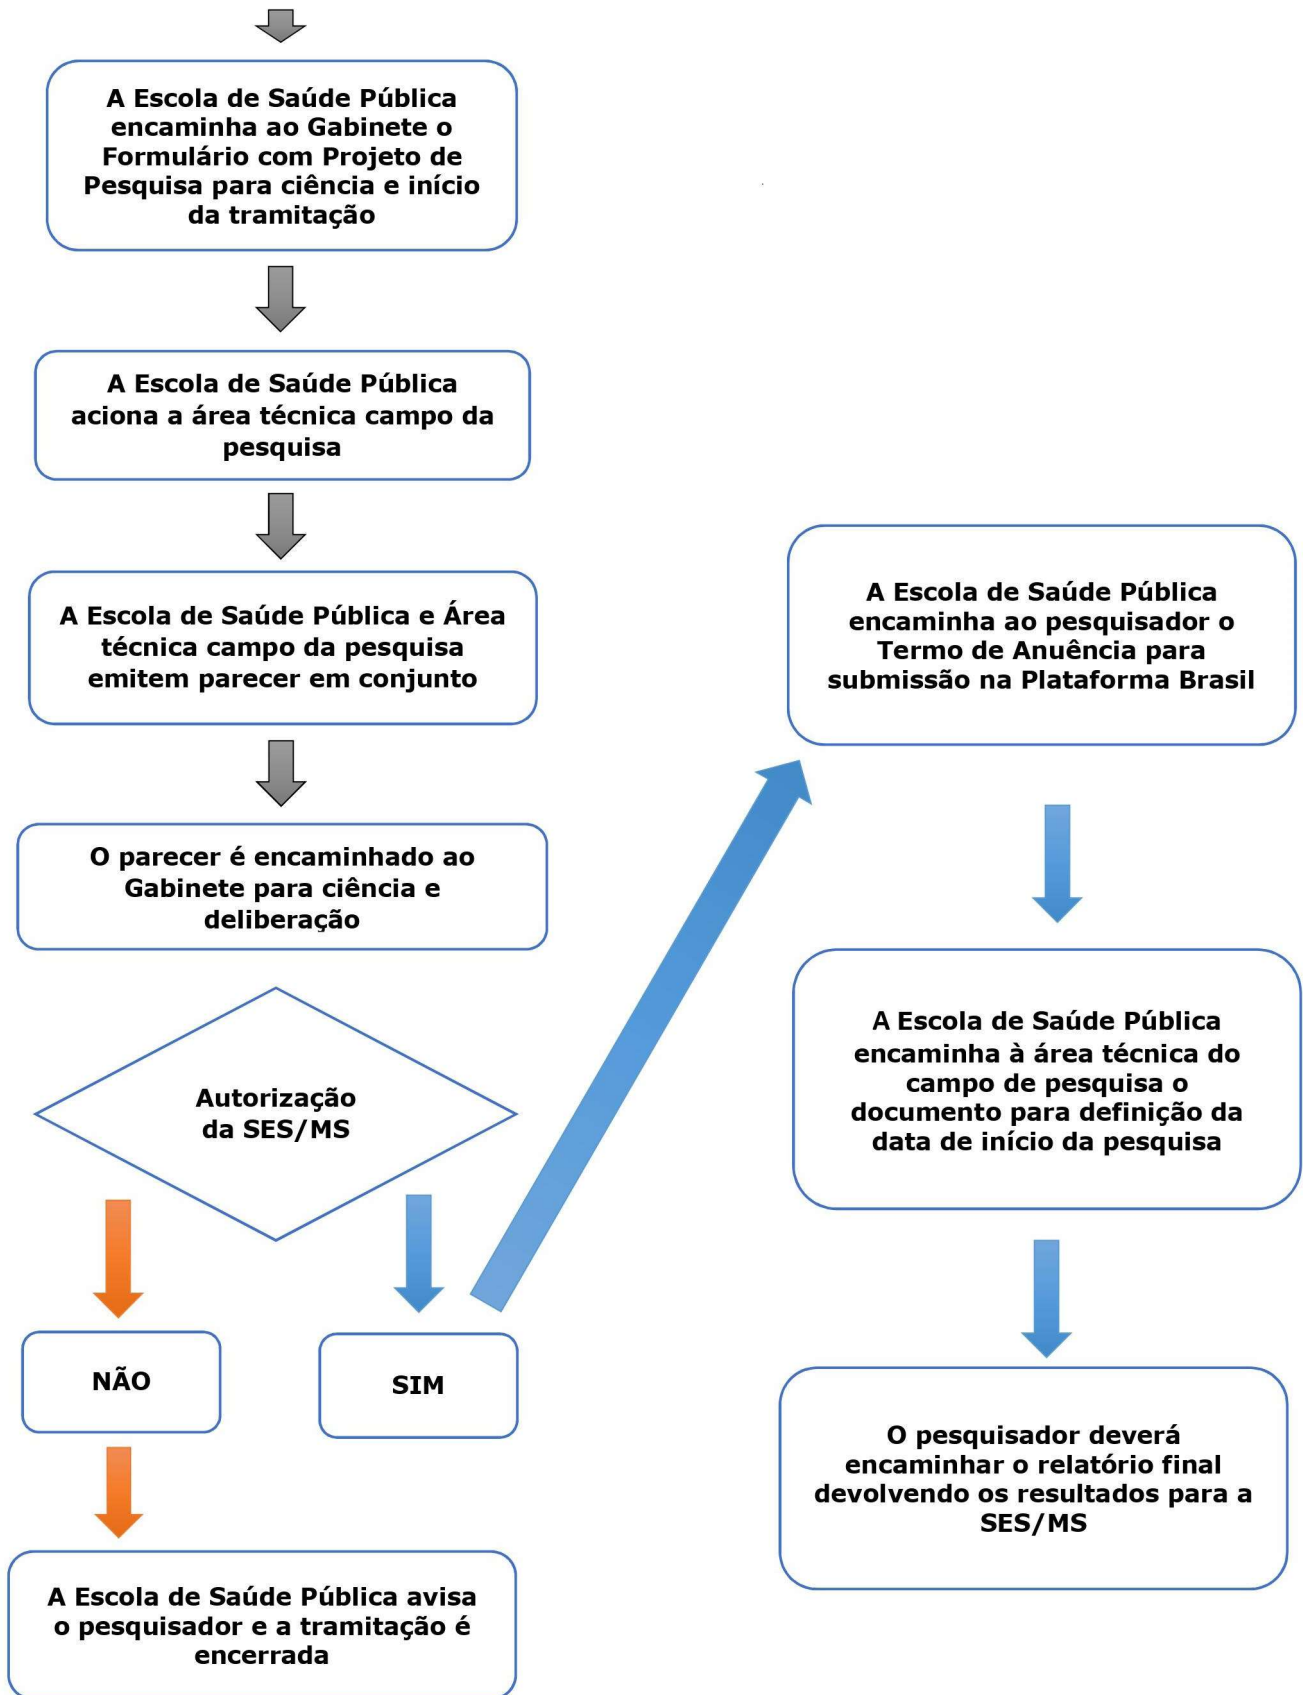 A Escola de Saúde Pública
encaminha ao Gabinete o
Formulário com Projeto de
Pesquisa para ciência e início
da tramitação
A Escola de Saúde Pública
aciona a área técnica campo da
pesquisa
A Escola de Saúde Pública e Área
técnica campo da pesquisa
emitem parecer em conjunto
O parecer é encaminhado ao
Gabinete para ciência e
deliberação
Autorização
da SES/MS
NÃO
SIM
A Escola de Saúde Pública avisa
o pesquisador e a tramitação é
encerrada
A Escola de Saúde Pública
encaminha ao pesquisador o
Termo de Anuência para
submissão na Plataforma Brasil
A Escola de Saúde Pública
encaminha à área técnica do
campo de pesquisa o
documento para definição da
data de início da pesquisa
O pesquisador deverá
encaminhar o relatório final
devolvendo os resultados para a
SES/MS